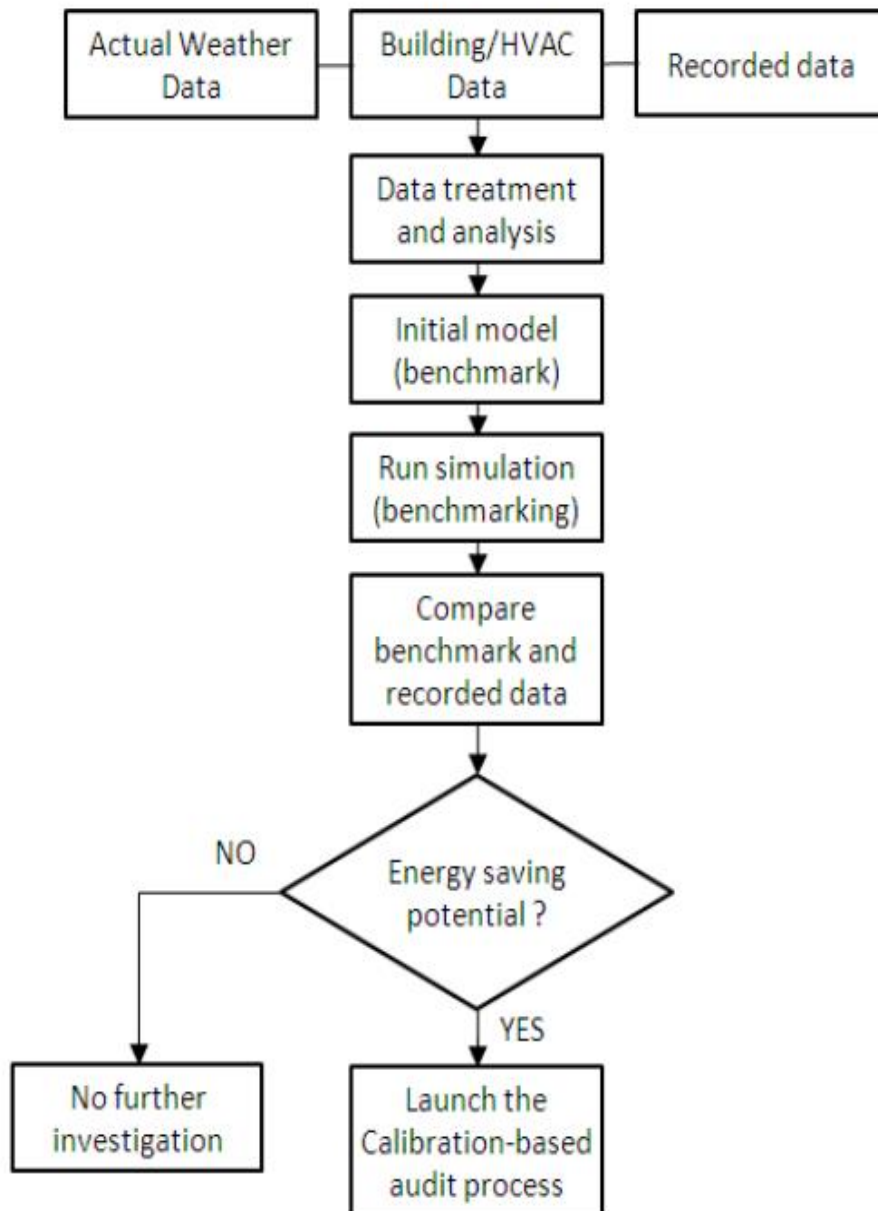 Actual Weather
Data
Building/HVAC
Data
Recorded data
Data treatment
and analysis
Initial model
(benchmark)
Run simulation
(benchmarking)
Compare
benchmark and
recorded data
Energy saving
potential ?
NO
YES
No further
investigation
Launch the
Calibration-based
audit process